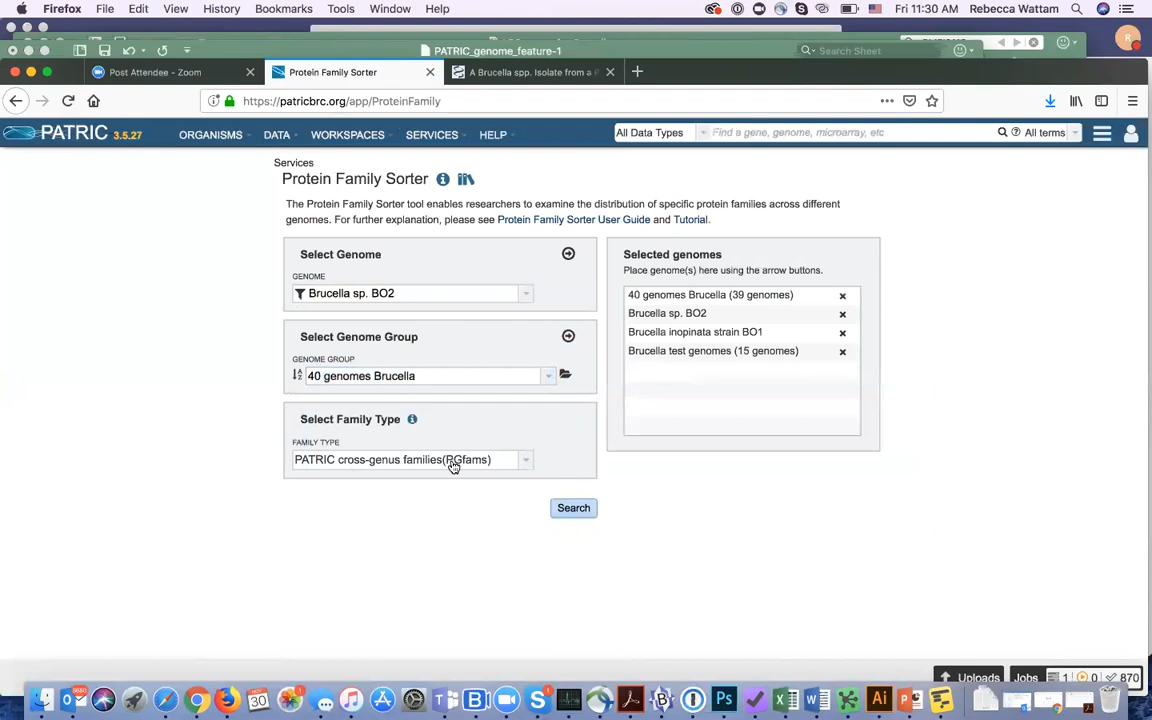 Firefox File Edit View History Bookmarks Tools Window Help Fri 11:30 AM Rebecca Wattam
PATRIC_genome_feature-1 Search Sheet
Post Attendee - Zoom Protein Family Sorter A Brucella spp. Isolate from a
https://patricbrc.org/app/ProteinFamily
PATRIC 3.5.27 ORGANISMS DATA WORKSPACES SERVICES HELP All Data Types Find a gene, genome, microarray, etc All terms
Services
Protein Family Sorter
The Protein Family Sorter tool enables researchers to examine the distribution of specific protein families across different
genomes. For further explanation, please see Protein Family Sorter User Guide and Tutorial.
Select Genome
GENOME
Brucella sp. BO2
Select Genome Group
GENOME GROUP
40 genomes Brucella
Select Family Type
FAMILY TYPE
PATRIC cross-genus families(PGfams)
Search
Selected genomes
Place genome(s) here using the arrow buttons.
40 genomes Brucella (39 genomes)
Brucella sp. BO2
Brucella inopinata strain BO1
Brucella test genomes (15 genomes)
Uploads Jobs 1 0 870